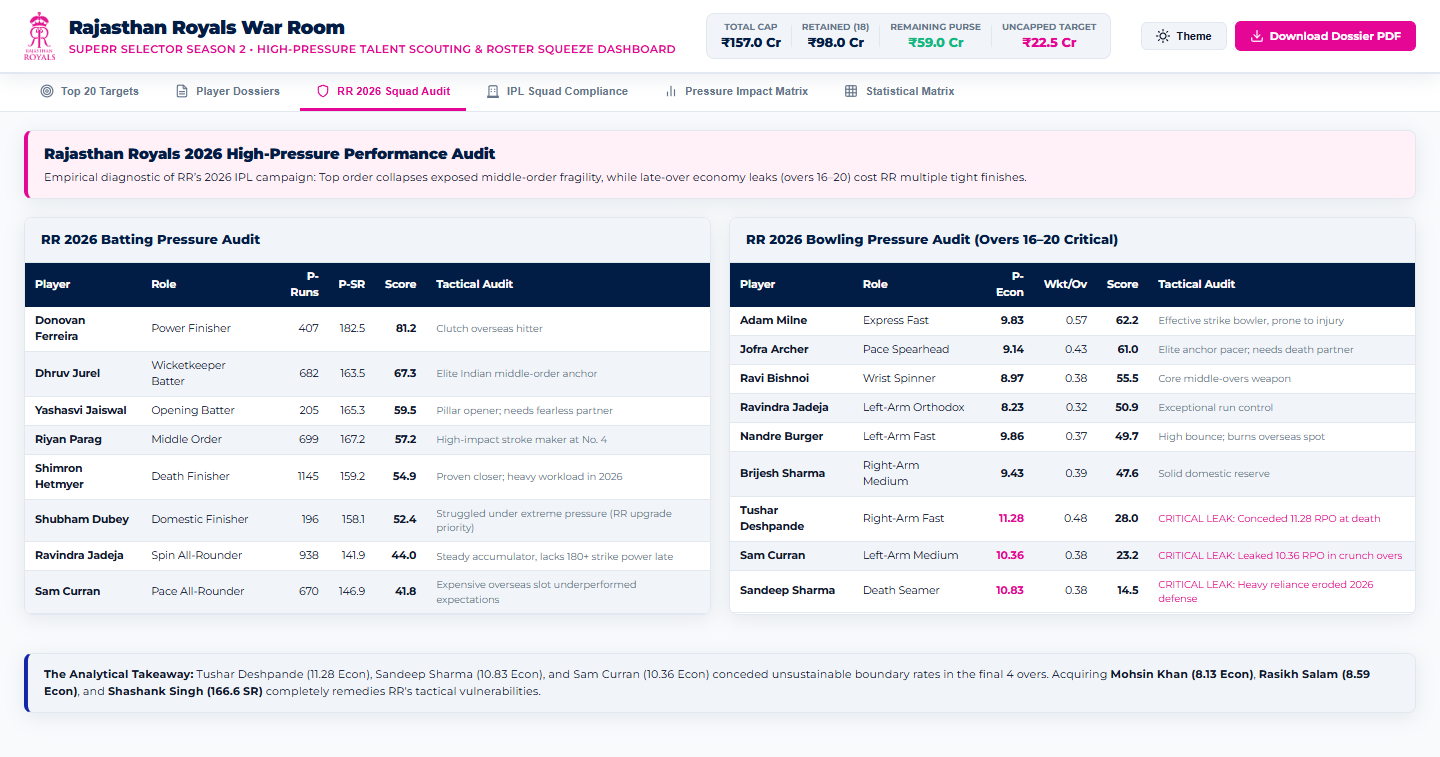 RAJASTHAN
ROYALS
Rajasthan Royals War Room
SUPERR SELECTOR SEASON 2 • HIGH-PRESSURE TALENT SCOUTING & ROSTER SQUEEZE DASHBOARD
TOTAL CAP RETAINED (18) REMAINING PURSE UNCAPPED TARGET
₹157.0 Cr ₹98.0 Cr ₹59.0 Cr ₹22.5 Cr
Theme
Download Dossier PDF
Top 20 Targets Player Dossiers RR 2026 Squad Audit IPL Squad Compliance Pressure Impact Matrix Statistical Matrix
Rajasthan Royals 2026 High-Pressure Performance Audit
Empirical diagnostic of RR's 2026 IPL campaign: Top order collapses exposed middle-order fragility, while late-over economy leaks (overs 16–20) cost RR multiple tight finishes.
RR 2026 Batting Pressure Audit
Player Role P- P-SR Score Tactical Audit
Runs
Donovan Power Finisher 407 182.5 81.2 Clutch overseas hitter
Ferreira
Dhruv Jurel Wicketkeeper 682 163.5 67.3 Elite Indian middle-order anchor
Batter
Yashasvi Jaiswal Opening Batter 205 165.3 59.5 Pillar opener; needs fearless partner
Riyan Parag Middle Order 699 167.2 57.2 High-impact stroke maker at No. 4
Shimron Death Finisher 1145 159.2 54.9 Proven closer; heavy workload in 2026
Hetmyer
Shubham Dubey Domestic Finisher 196 158.1 52.4 Struggled under extreme pressure (RR upgrade
priority)
Ravindra Jadeja Spin All-Rounder 938 141.9 44.0 Steady accumulator, lacks 180+ strike power late
Sam Curran Pace All-Rounder 670 146.9 41.8 Expensive overseas slot underperformed
expectations
RR 2026 Bowling Pressure Audit (Overs 16–20 Critical)
Player Role P- Wkt/Ov Score Tactical Audit
Econ
Adam Milne Express Fast 9.83 0.57 62.2 Effective strike bowler, prone to injury
Jofra Archer Pace Spearhead 9.14 0.43 61.0 Elite anchor pacer; needs death partner
Ravi Bishnoi Wrist Spinner 8.97 0.38 55.5 Core middle-overs weapon
Ravindra Jadeja Left-Arm Orthodox 8.23 0.32 50.9 Exceptional run control
Nandre Burger Left-Arm Fast 9.86 0.37 49.7 High bounce; burns overseas spot
Brijesh Sharma Right-Arm 9.43 0.39 47.6 Solid domestic reserve
Medium
Tushar Right-Arm Fast 11.28 0.48 28.0 CRITICAL LEAK: Conceded 11.28 RPO at death
Deshpande
Sam Curran Left-Arm Medium 10.36 0.38 23.2 CRITICAL LEAK: Leaked 10.36 RPO in crunch overs
Sandeep Sharma Death Seamer 10.83 0.38 14.5 CRITICAL LEAK: Heavy reliance eroded 2026
defense
The Analytical Takeaway: Tushar Deshpande (11.28 Econ), Sandeep Sharma (10.83 Econ), and Sam Curran (10.36 Econ) conceded unsustainable boundary rates in the final 4 overs. Acquiring Mohsin Khan (8.13 Econ), Rasikh Salam (8.59
Econ), and Shashank Singh (166.6 SR) completely remedies RR's tactical vulnerabilities.